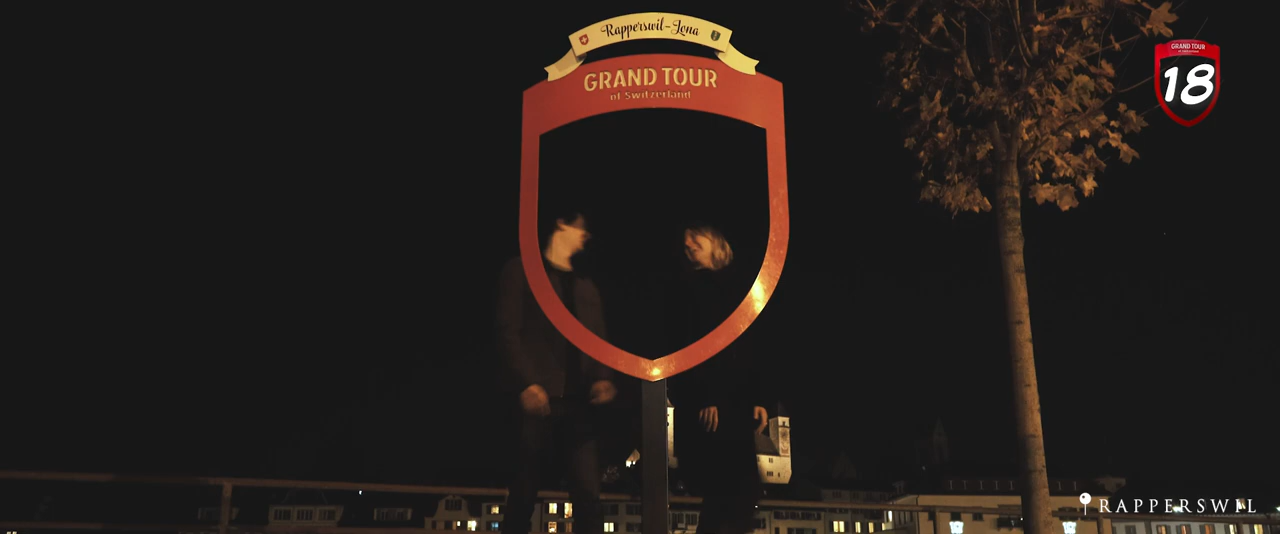 Rapperswil-Jona
GRAND TOUR
of Switzerland
GRAND TOUR
18
RAPPERSWIL